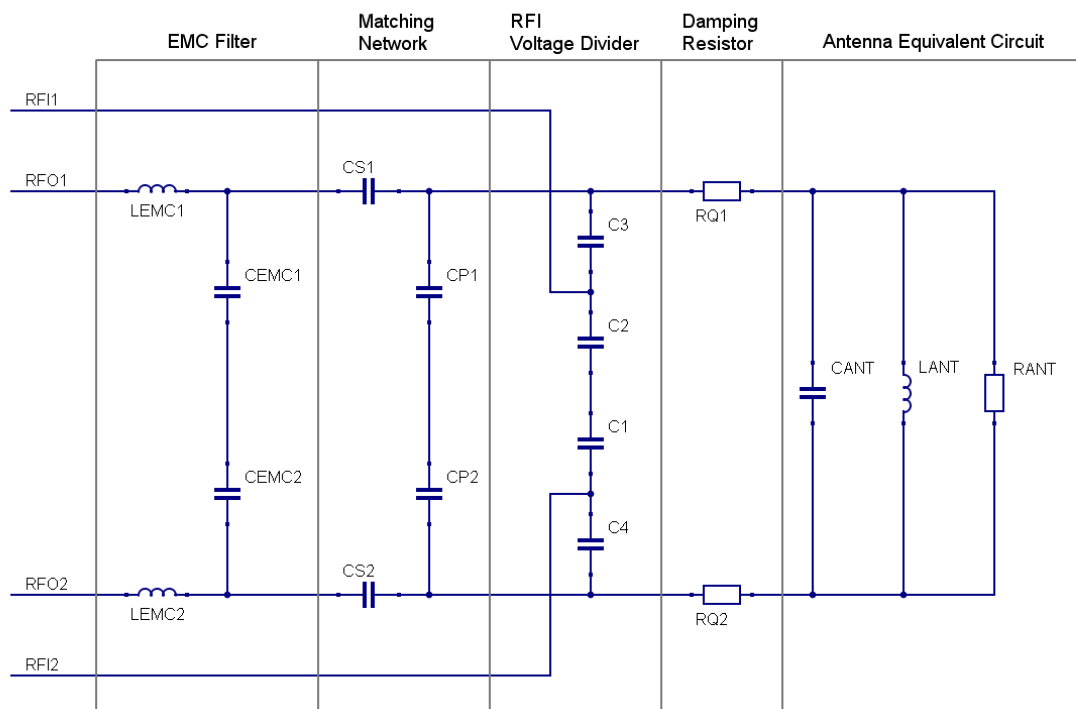 EMC Filter
Matching
Network
RFI
Voltage Divider
Damping
Resistor
Antenna Equivalent Circuit
RFI1
RFO1
LEMC1
CS1
RQ1
C3
CEMC1
CP1
C2
CANT
LANT
RANT
C1
CEMC2
CP2
C4
RFO2
LEMC2
CS2
RQ2
RFI2